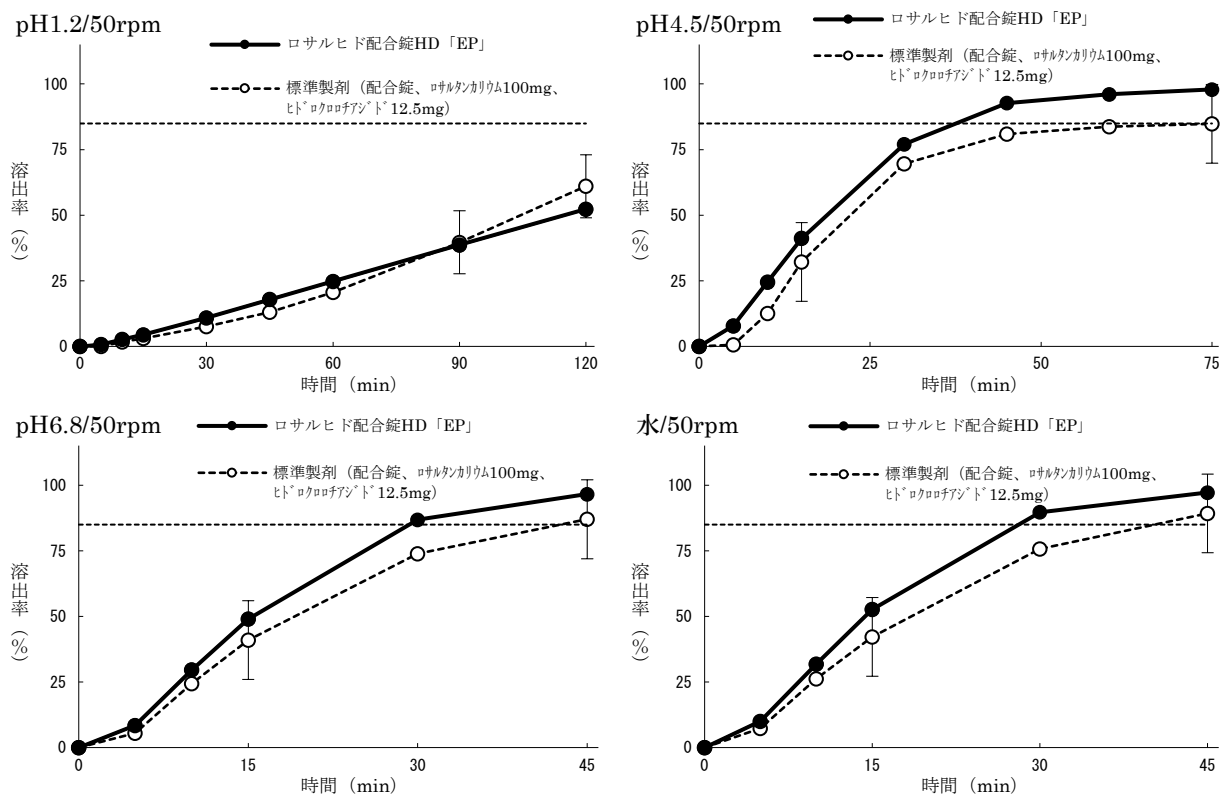 pH1.2/50rpm
ロサルヒド配合錠HD「EP」
標準製剤（配合錠、ﾛｻﾙﾀﾝｶﾘｳﾑ100mg、
ﾋﾄﾞﾛｸﾛﾛﾁｱｼﾞﾄﾞ12.5mg）
100
75
50
25
0
溶出率（%）
0 30 60 90 120
時間（min）
pH4.5/50rpm
ロサルヒド配合錠HD「EP」
標準製剤（配合錠、ﾛｻﾙﾀﾝｶﾘｳﾑ100mg、
ﾋﾄﾞﾛｸﾛﾛﾁｱｼﾞﾄﾞ12.5mg）
100
75
50
25
0
溶出率（%）
0 25 50 75
時間（min）
pH6.8/50rpm
ロサルヒド配合錠HD「EP」
標準製剤（配合錠、ﾛｻﾙﾀﾝｶﾘｳﾑ100mg、
ﾋﾄﾞﾛｸﾛﾛﾁｱｼﾞﾄﾞ12.5mg）
100
75
50
25
0
溶出率（%）
0 15 30 45
時間（min）
水/50rpm
ロサルヒド配合錠HD「EP」
標準製剤（配合錠、ﾛｻﾙﾀﾝｶﾘｳﾑ100mg、
ﾋﾄﾞﾛｸﾛﾛﾁｱｼﾞﾄﾞ12.5mg）
100
75
50
25
0
溶出率（%）
0 15 30 45
時間（min）